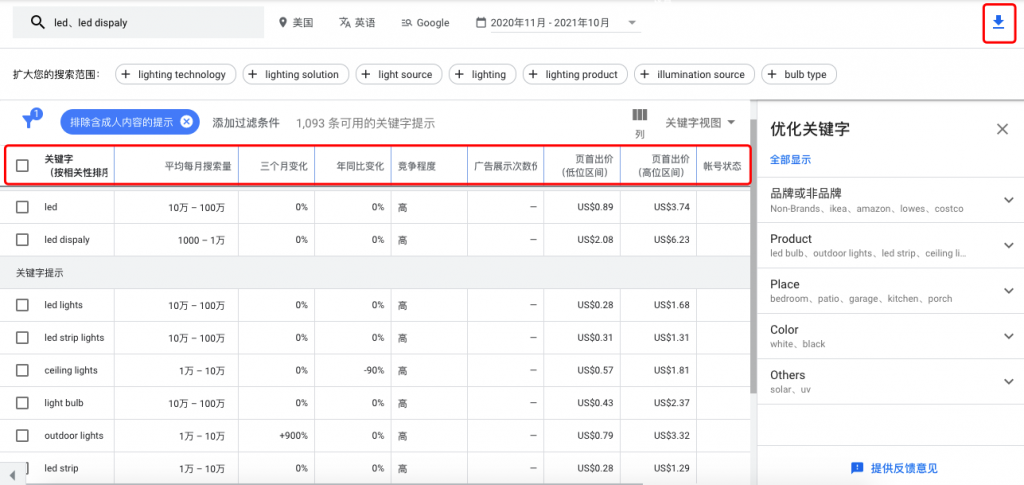 led、led dispaly
美国
英语
Google
2020年11月 - 2021年10月
扩大您的搜索范围：
+ lighting technology
+ lighting solution
+ light source
+ lighting
+ lighting product
+ illumination source
+ bulb type
1
排除含成人内容的提示
添加过滤条件
1,093 条可用的关键字提示
列
关键字视图
关键字
（按相关性排序
平均每月搜索量
三个月变化
年同比变化
竞争程度
广告展示次数份
页首出价
（低位区间）
页首出价
（高位区间）
帐号状态
led 10万 – 100万 0% 0% 高 — US$0.89 US$3.74
led dispaly 1000 – 1万 0% 0% 高 — US$2.08 US$6.23
关键字提示
led lights 10万 – 100万 0% 0% 高 — US$0.28 US$1.68
led strip lights 10万 – 100万 0% 0% 高 — US$0.31 US$1.31
ceiling lights 1万 – 10万 0% -90% 高 — US$0.57 US$1.81
light bulb 10万 – 100万 0% 0% 高 — US$0.43 US$2.37
outdoor lights 1万 – 10万 +900% 0% 高 — US$0.79 US$3.32
led strip 1万 – 10万 0% 0% 高 — US$0.28 US$1.29
优化关键字
全部显示
品牌或非品牌
Non-Brands、ikea、amazon、lowes、costco
Product
led bulb、outdoor lights、led strip、ceiling li...
Place
bedroom、patio、garage、kitchen、porch
Color
white、black
Others
solar、uv
提供反馈意见